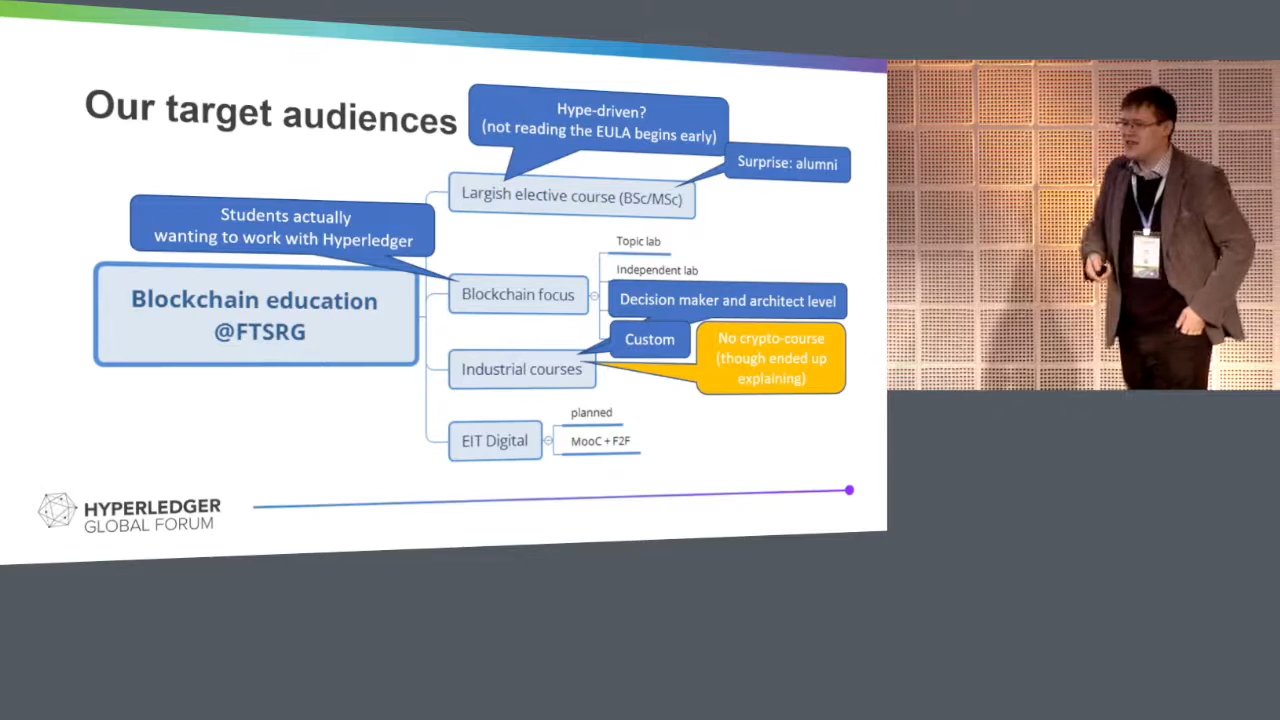 Our target audiences
Hype-driven?
(not reading the EULA begins early)
Surprise: alumni
Largish elective course (BSc/MSc)
Students actually
wanting to work with Hyperledger
Topic lab
Independent lab
Blockchain focus
Decision maker and architect level
Blockchain education
@FTSRG
Custom
No crypto-course
(though ended up
explaining)
Industrial courses
planned
EIT Digital
MooC + F2F
HYPERLEDGER
GLOBAL FORUM